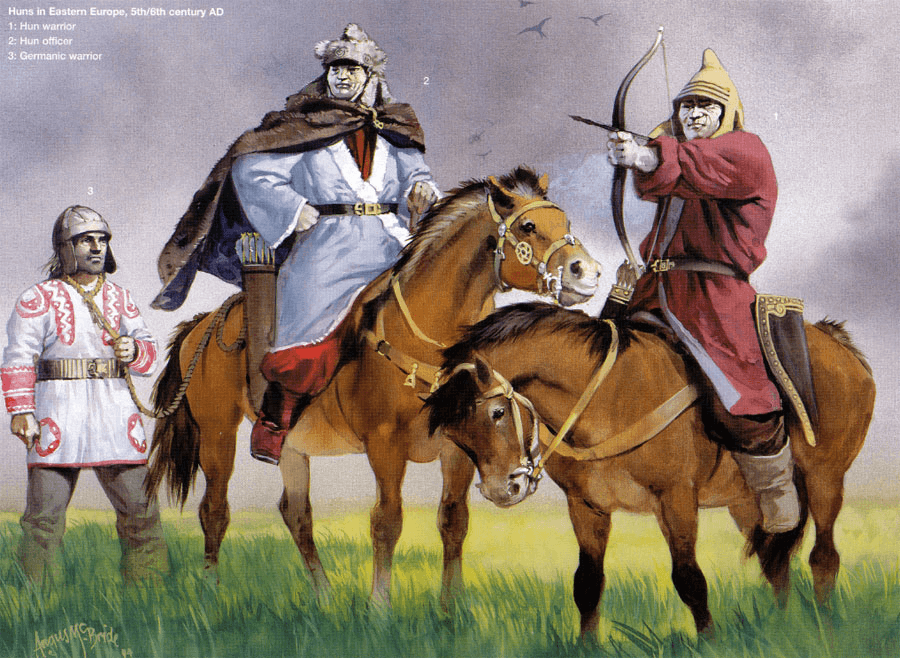 Huns in Eastern Europe, 5th/6th century AD
1: Hun warrior
2: Hun officer
3: Germanic warrior
2
1
3
Angus McBride